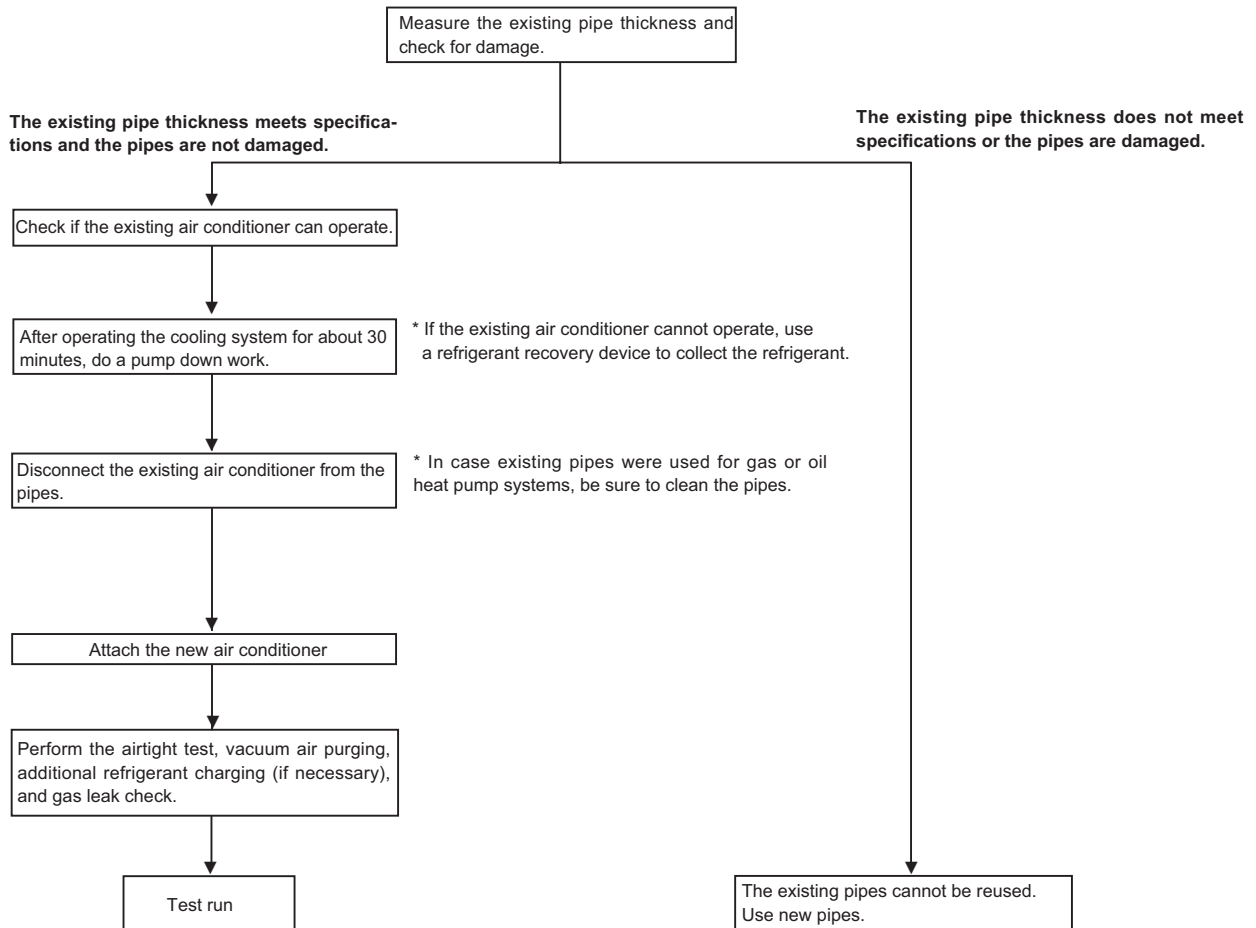 Measure the existing pipe thickness and
check for damage.
The existing pipe thickness meets specifica-
tions and the pipes are not damaged.
The existing pipe thickness does not meet
specifications or the pipes are damaged.
Check if the existing air conditioner can operate.
After operating the cooling system for about 30
minutes, do a pump down work.
* If the existing air conditioner cannot operate, use
a refrigerant recovery device to collect the refrigerant.
Disconnect the existing air conditioner from the
pipes.
* In case existing pipes were used for gas or oil
heat pump systems, be sure to clean the pipes.
Attach the new air conditioner
Perform the airtight test, vacuum air purging,
additional refrigerant charging (if necessary),
and gas leak check.
Test run
The existing pipes cannot be reused.
Use new pipes.